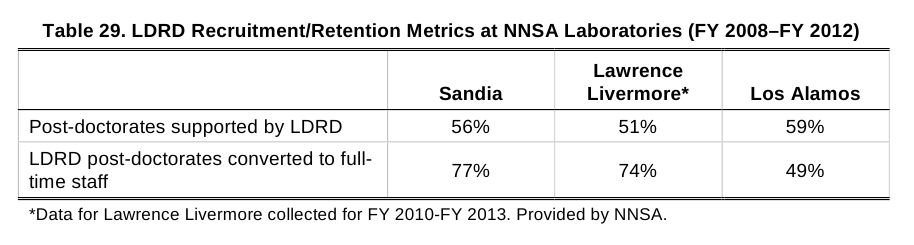 Table 29. LDRD Recruitment/Retention Metrics at NNSA Laboratories (FY 2008–FY 2012)
Sandia Lawrence Livermore* Los Alamos
Post-doctorates supported by LDRD 56% 51% 59%
LDRD post-doctorates converted to full-
time staff 77% 74% 49%
*Data for Lawrence Livermore collected for FY 2010-FY 2013. Provided by NNSA.